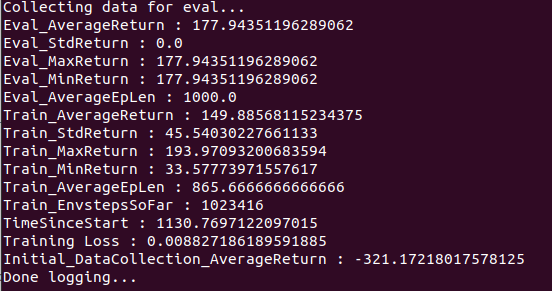 Collecting data for eval...
Eval_AverageReturn : 177.94351196289062
Eval_StdReturn : 0.0
Eval_MaxReturn : 177.94351196289062
Eval_MinReturn : 177.94351196289062
Eval_AverageEpLen : 1000.0
Train_AverageReturn : 149.88568115234375
Train_StdReturn : 45.54030227661133
Train_MaxReturn : 193.97093200683594
Train_MinReturn : 33.57773971557617
Train_AverageEpLen : 865.6666666666666
Train_EnvstepsSoFar : 1023416
TimeSinceStart : 1130.7697122097015
Training Loss : 0.008827186189591885
Initial_DataCollection_AverageReturn : -321.17218017578125
Done logging...